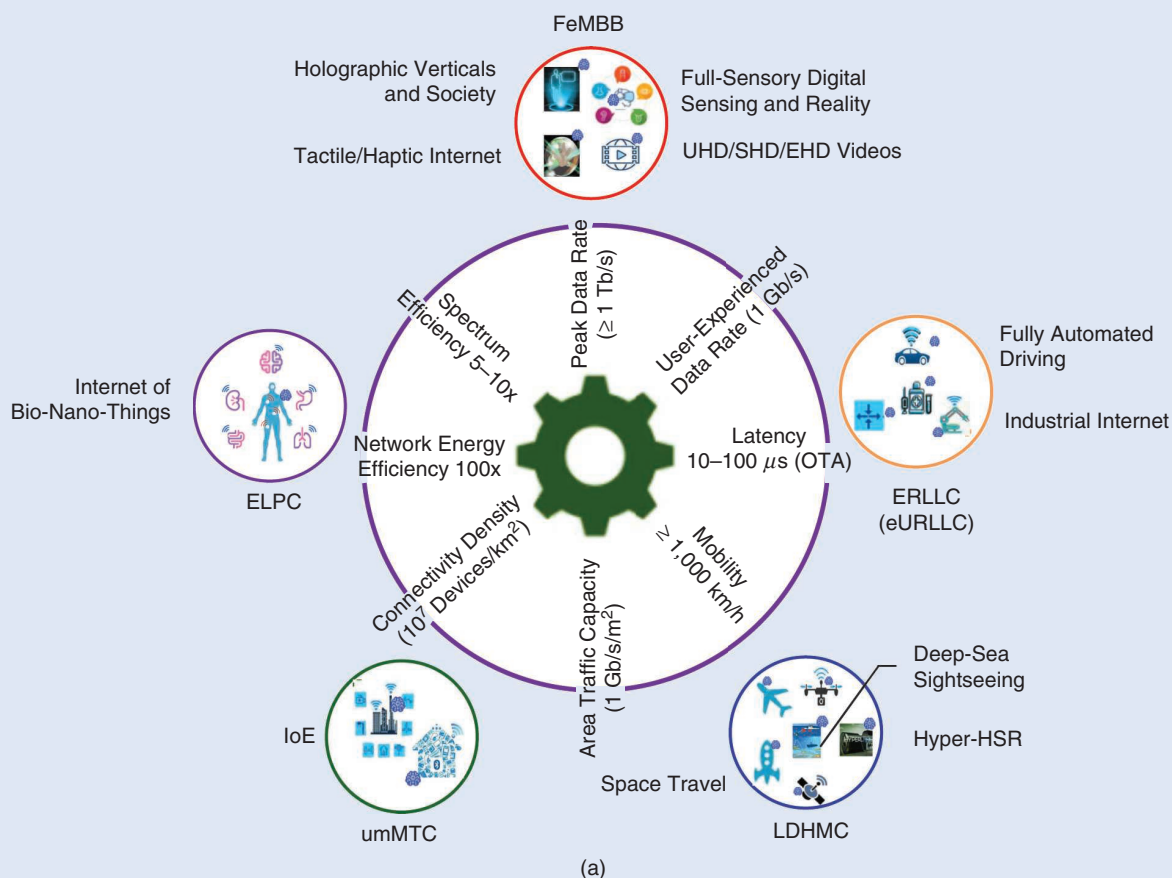 FeMBB
Holographic Verticals
and Society
Full-Sensory Digital
Sensing and Reality
Tactile/Haptic Internet
UHD/SHD/EHD Videos
Peak Data Rate
(≥ 1 Tb/s)
User-Experienced
Data Rate (1 Gb/s)
Spectrum
Efficiency 5–10x
Fully Automated
Driving
Internet of
Bio-Nano-Things
Industrial Internet
Network Energy
Efficiency 100x
Latency
10–100 μs (OTA)
ELPC
ERLLC
(eURLLC)
Connectivity Density
(10⁷ Devices/km²)
Mobility
≥ 1,000 km/h
Area Traffic Capacity
(1 Gb/s/m²)
Deep-Sea
Sightseeing
IoE
Hyper-HSR
Space Travel
umMTC
LDHMC
(a)